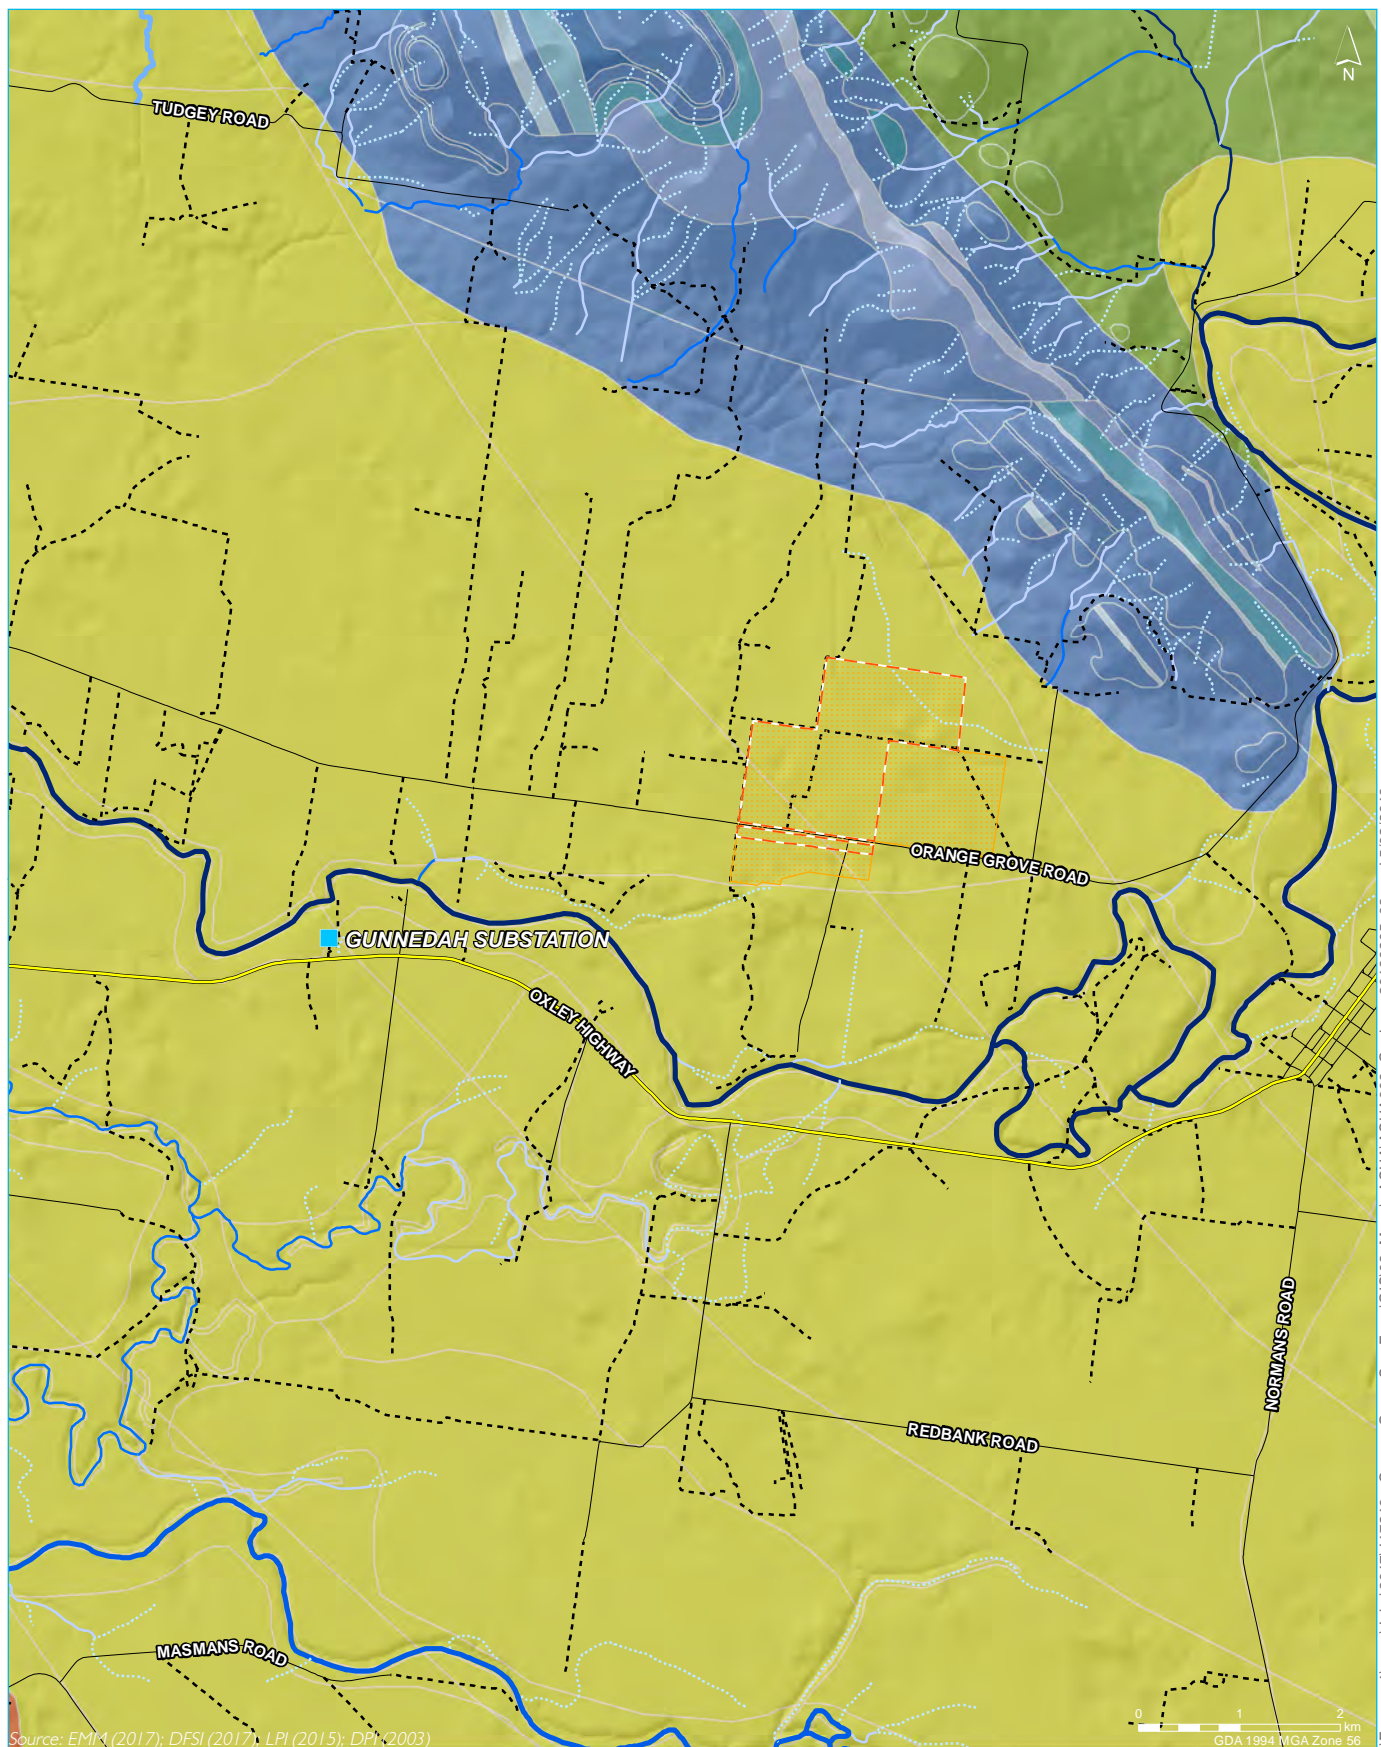 N
TUDGEY ROAD
ORANGE GROVE ROAD
GUNNEDAH SUBSTATION
OXLEY HIGHWAY
NORMANS ROAD
REDBANK ROAD
MASMANS ROAD
0 1 2
km
GDA 1994 MGA Zone 56
Source: EMM (2017); DFSI (2017); LPI (2015); DPI (2003)